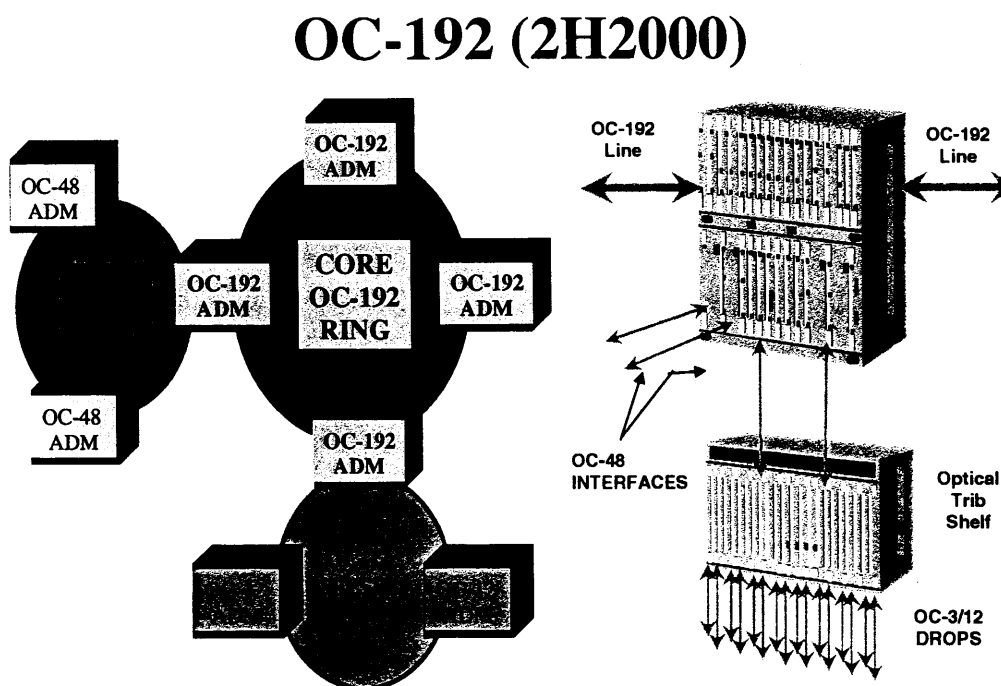 OC-192 (2H2000)
OC-192
ADM
OC-48
ADM
OC-192
ADM
CORE
OC-192
RING
OC-192
ADM
OC-48
ADM
OC-192
ADM
OC-192
Line
OC-192
Line
OC-48
INTERFACES
Optical
Trib
Shelf
OC-3/12
DROPS